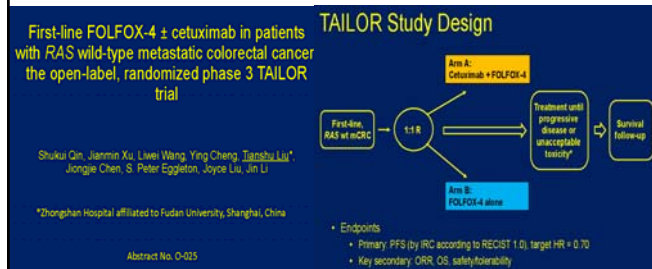 First-line FOLFOX-4 ± cetuximab in patients
with RAS wild-type metastatic colorectal cancer
the open-label, randomized phase 3 TAILOR
trial
Shukui Qin, Jianmin Xu, Liwei Wang, Ying Cheng, Tianshu Liu*,
Jiongjie Chen, S. Peter Eggleton, Joyce Liu, Jin Li
*Zhongshan Hospital affiliated to Fudan University, Shanghai, China
Abstract No. O-025
TAILOR Study Design
Arm A:
Cetuximab + FOLFOX-4
First-line,
RAS wt mCRC
1:1 R
Treatment until
progressive
disease or
unacceptable
toxicity*
Survival
follow-up
Arm B:
FOLFOX-4 alone
• Endpoints
• Primary: PFS (by IRC according to RECIST 1.0), target HR = 0.70
• Key secondary: ORR, OS, safety/tolerability